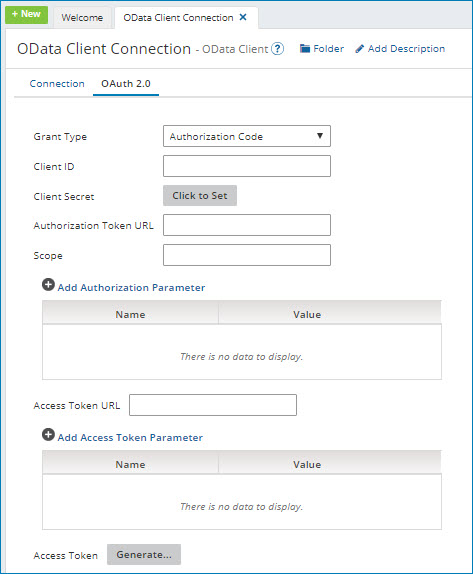 + New Welcome OData Client Connection ✕
OData Client Connection - OData Client ? Folder Add Description
Connection OAuth 2.0
Grant Type Authorization Code
Client ID
Client Secret Click to Set
Authorization Token URL
Scope
Add Authorization Parameter
Name Value
There is no data to display.
Access Token URL
Add Access Token Parameter
Name Value
There is no data to display.
Access Token Generate...